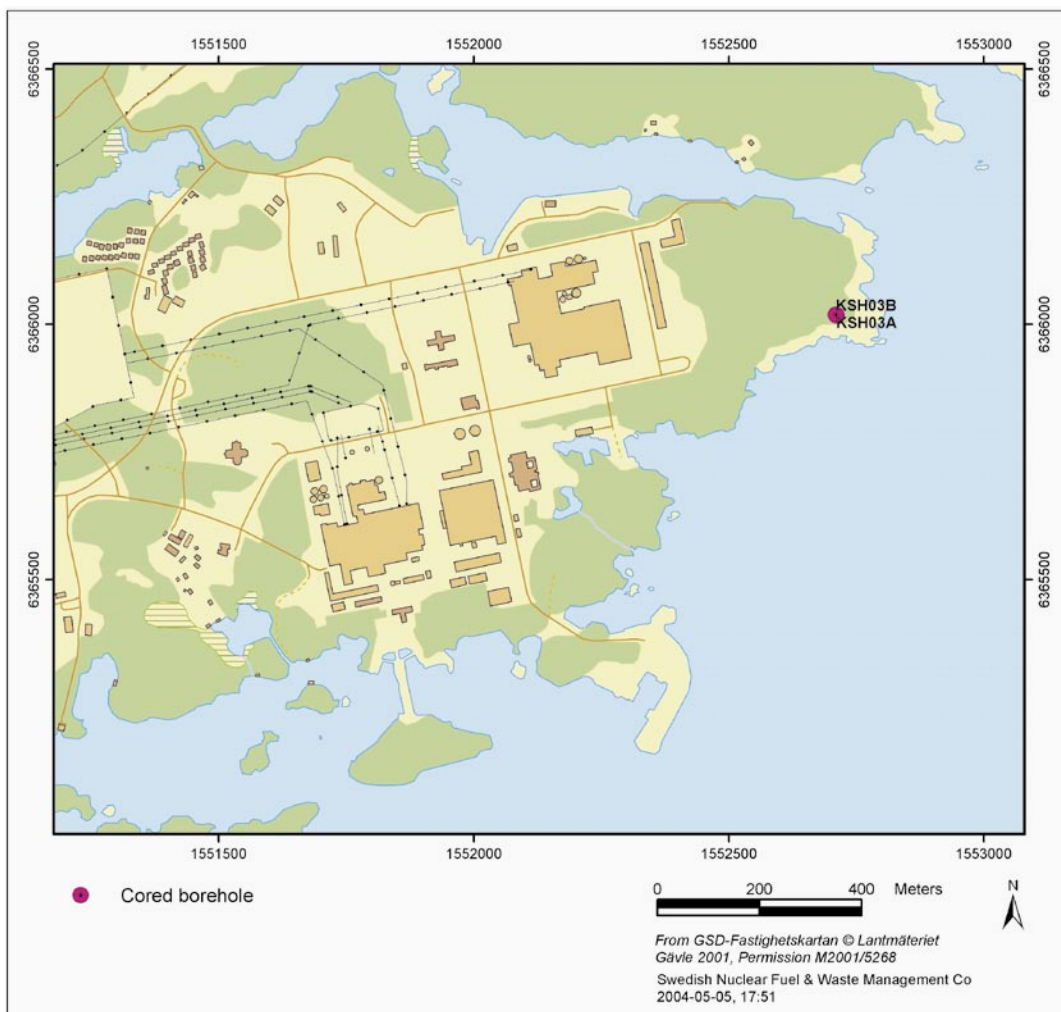 1551500 1552000 1552500 1553000
6366500 6366500
KSH03B
KSH03A
6366000 6366000
6365500 6365500
1551500 1552000 1552500 1553000
Cored borehole
0 200 400 Meters
N
From GSD-Fastighetskartan © Lantmäteriet
Gävle 2001, Permission M2001/5268
Swedish Nuclear Fuel & Waste Management Co
2004-05-05, 17:51